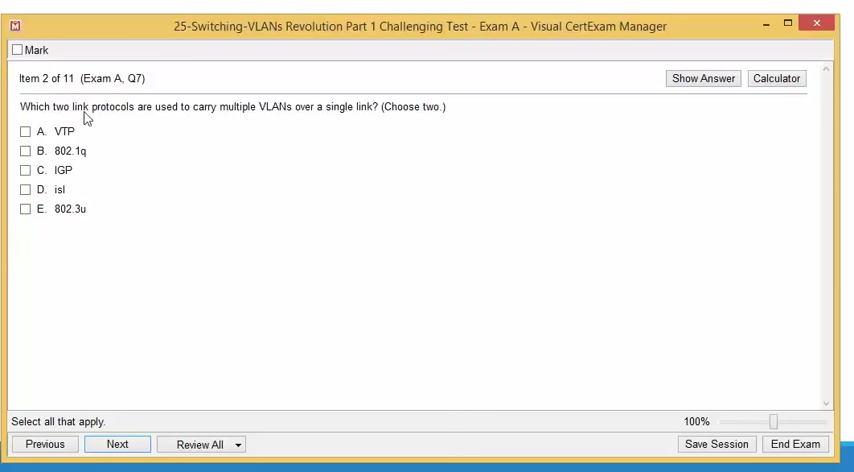 25-Switching-VLANs Revolution Part 1 Challenging Test - Exam A - Visual CertExam Manager
Mark
Item 2 of 11 (Exam A, Q7)
Show Answer
Calculator
Which two link protocols are used to carry multiple VLANs over a single link? (Choose two.)
A. VTP
B. 802.1q
C. IGP
D. isl
E. 802.3u
Select all that apply.
100%
Previous
Next
Review All
Save Session
End Exam